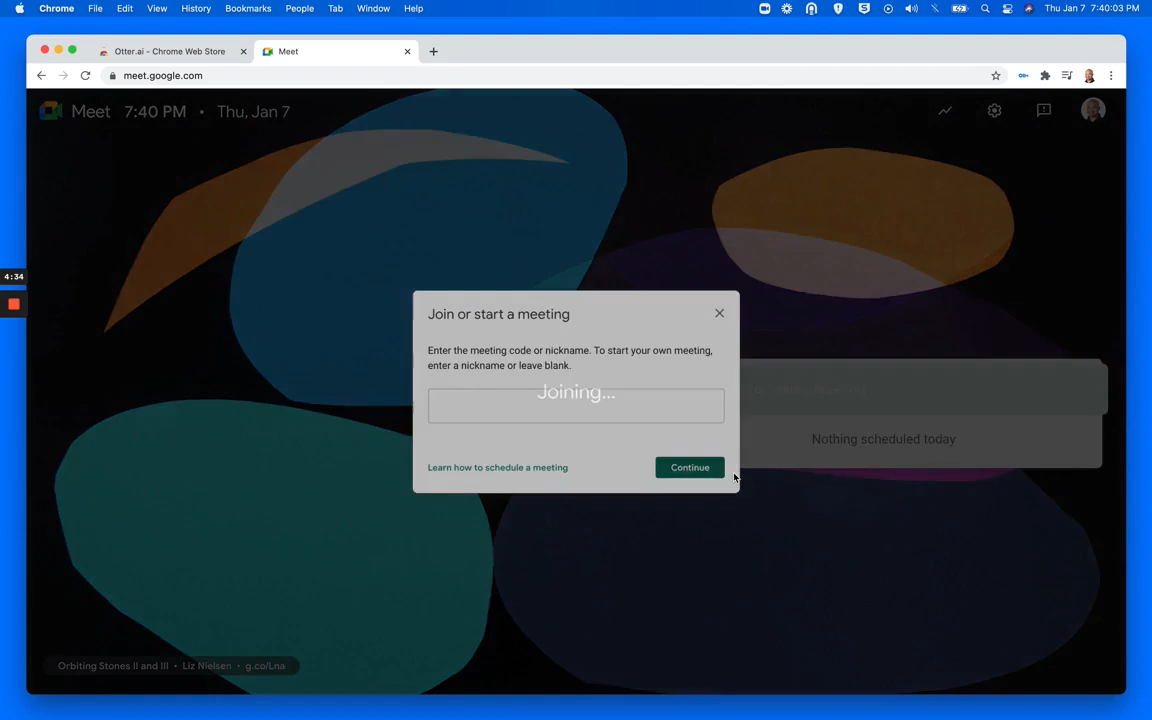 Chrome File Edit View History Bookmarks People Tab Window Help Thu Jan 7 7:40:03 PM
Otter.ai - Chrome Web Store Meet
meet.google.com
Meet 7:40 PM • Thu, Jan 7
4:34
Join or start a meeting
Enter the meeting code or nickname. To start your own meeting,
enter a nickname or leave blank.
Joining...
Nothing scheduled today
Learn how to schedule a meeting Continue
Orbiting Stones II and III • Liz Nielsen • g.co/Lna